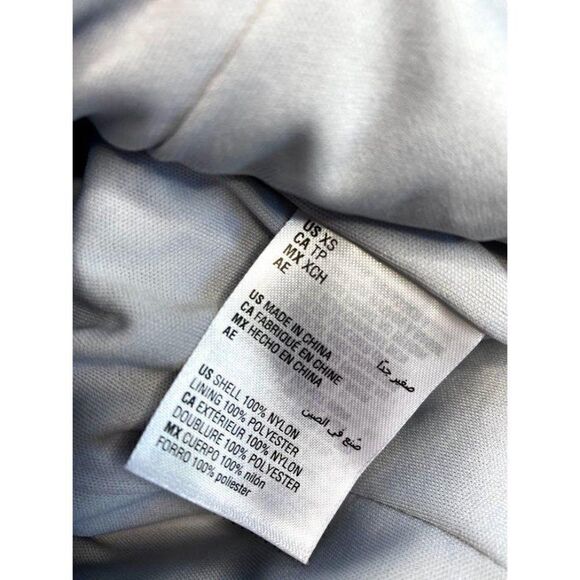 US XS
CA TP
MX XCH
AE صغير جداً
US MADE IN CHINA
CA FABRIQUÉ EN CHINE
MX HECHO EN CHINA
AE صنع في الصين
US SHELL 100% NYLON
LINING 100% POLYESTER
CA EXTÉRIEUR 100% NYLON
DOUBLURE 100% POLYESTER
MX CUERPO 100% nilón
FORRO 100% poliester